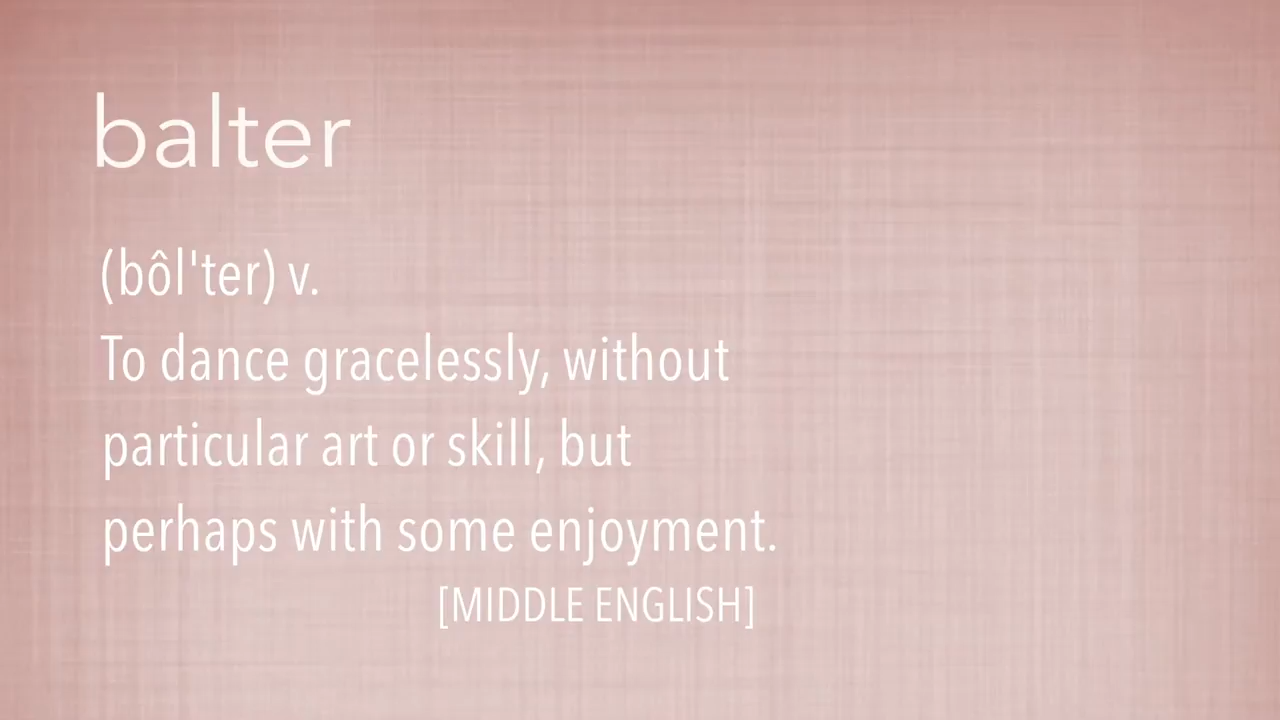 balter
(bôl'ter) v.
To dance gracelessly, without
particular art or skill, but
perhaps with some enjoyment.
[MIDDLE ENGLISH]